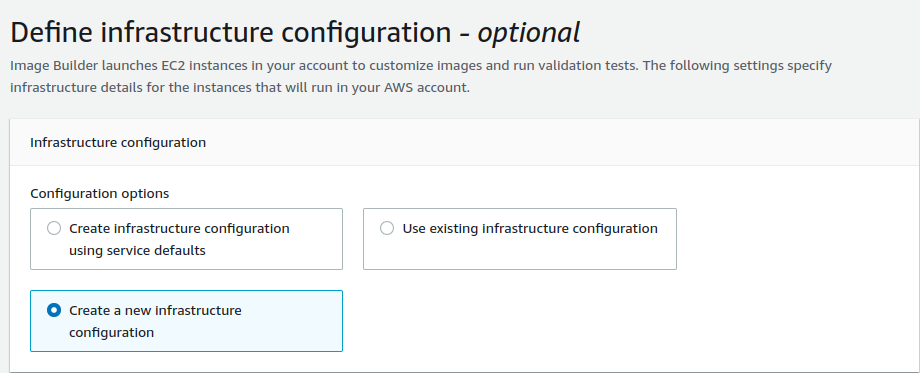 Define infrastructure configuration - optional
Image Builder launches EC2 instances in your account to customize images and run validation tests. The following settings specify
infrastructure details for the instances that will run in your AWS account.
Infrastructure configuration
Configuration options
Create infrastructure configuration
using service defaults
Use existing infrastructure configuration
Create a new infrastructure
configuration